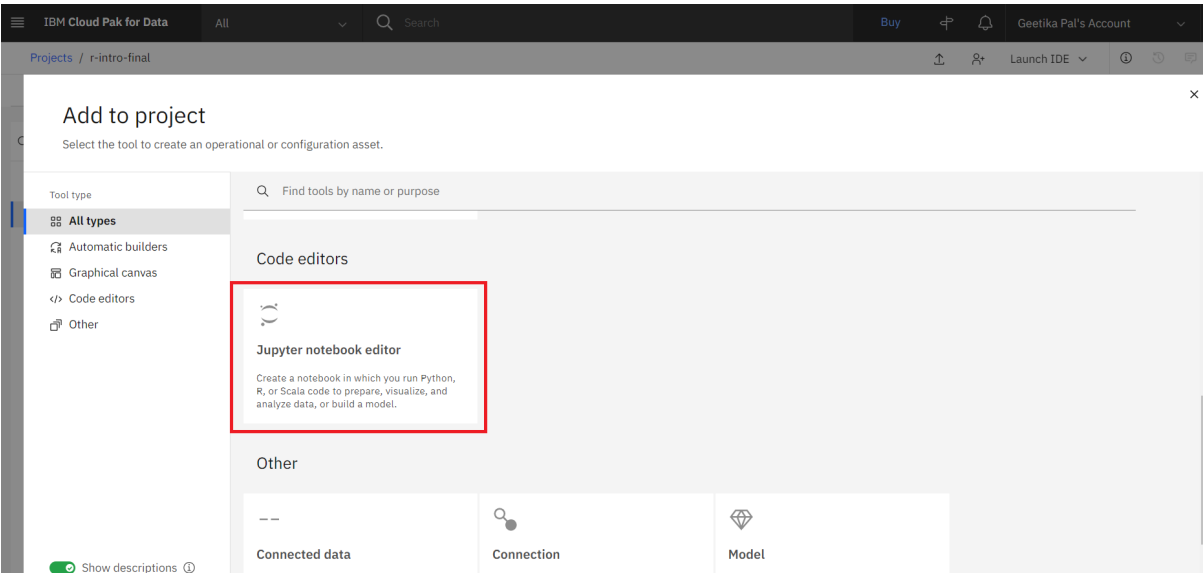 IBM Cloud Pak for Data
All
Search
Buy
Geetika Pal's Account
Projects / r-intro-final
Launch IDE
Add to project
Select the tool to create an operational or configuration asset.
Tool type
All types
Automatic builders
Graphical canvas
Code editors
Other
Show descriptions
Find tools by name or purpose
Code editors
Jupyter notebook editor
Create a notebook in which you run Python,
R, or Scala code to prepare, visualize, and
analyze data, or build a model.
Other
Connected data
Connection
Model